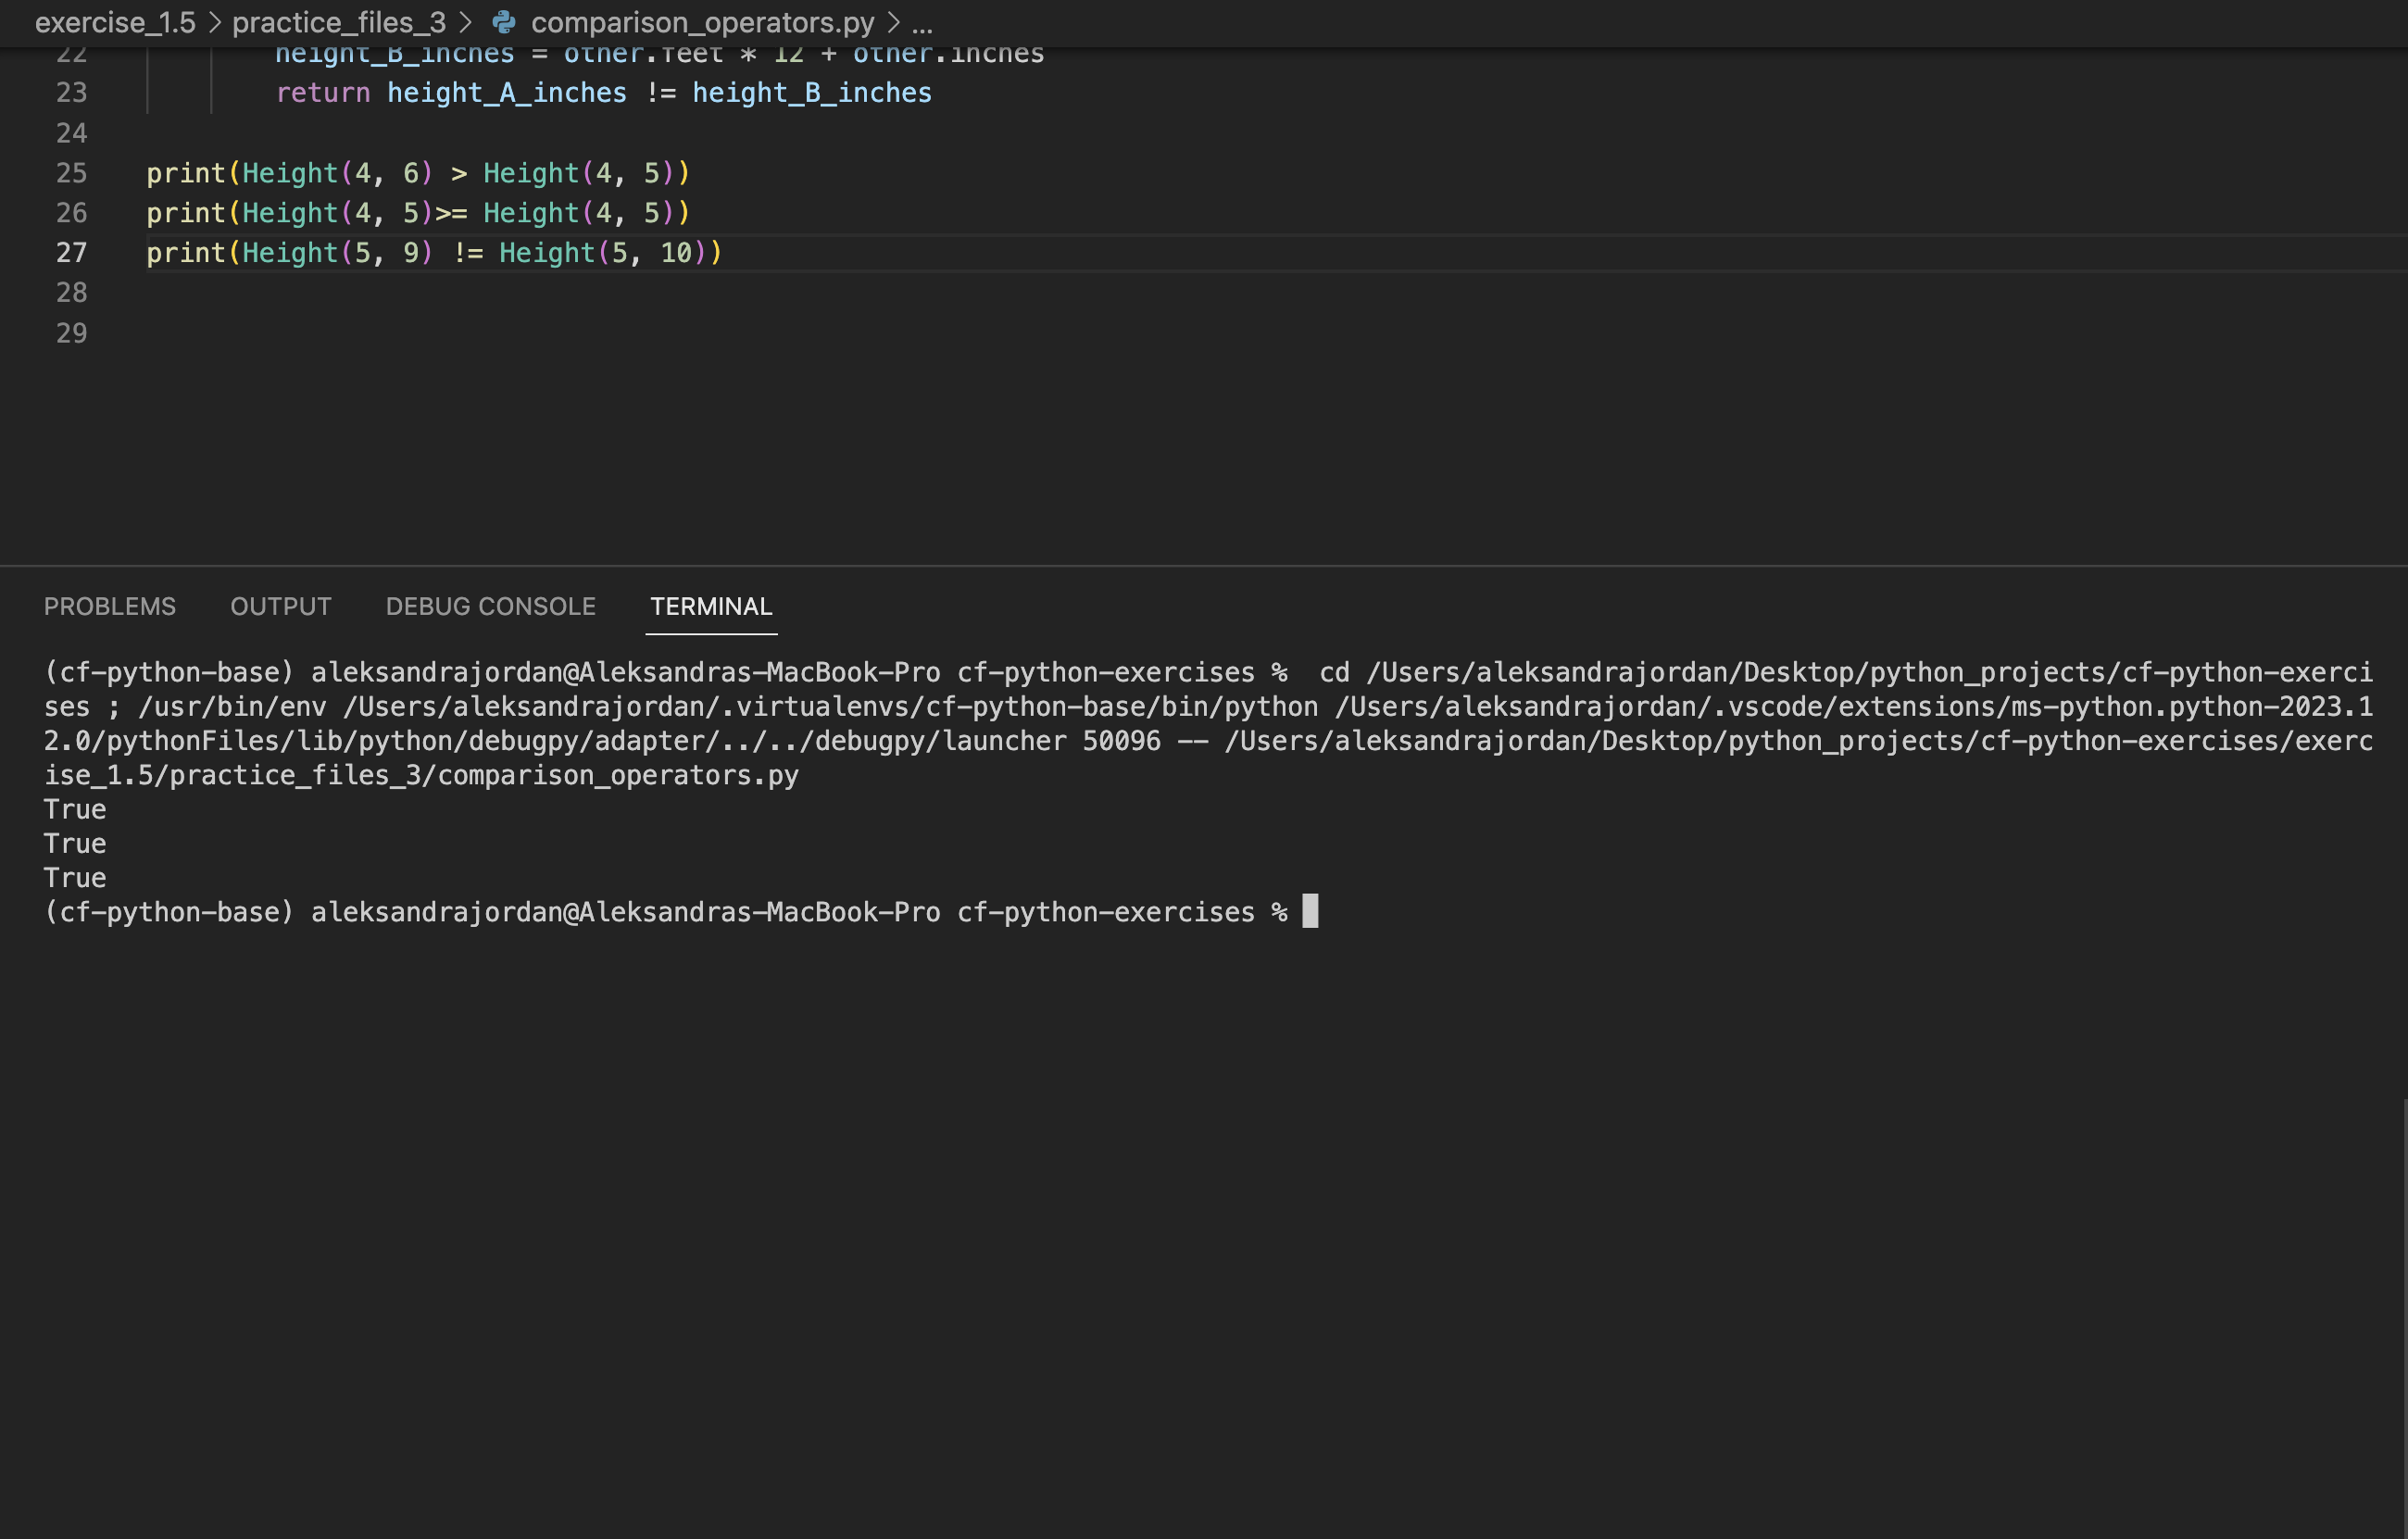 exercise_1.5 > practice_files_3 > comparison_operators.py > ...
22 height_B_inches = other.feet * 12 + other.inches
23 return height_A_inches != height_B_inches
24
25 print(Height(4, 6) > Height(4, 5))
26 print(Height(4, 5)>= Height(4, 5))
27 print(Height(5, 9) != Height(5, 10))
28
29
PROBLEMS OUTPUT DEBUG CONSOLE TERMINAL
(cf-python-base) aleksandrajordan@Aleksandras-MacBook-Pro cf-python-exercises %  cd /Users/aleksandrajordan/Desktop/python_projects/cf-python-exerci
ses ; /usr/bin/env /Users/aleksandrajordan/.virtualenvs/cf-python-base/bin/python /Users/aleksandrajordan/.vscode/extensions/ms-python.python-2023.1
2.0/pythonFiles/lib/python/debugpy/adapter/../../debugpy/launcher 50096 -- /Users/aleksandrajordan/Desktop/python_projects/cf-python-exercises/exerc
ise_1.5/practice_files_3/comparison_operators.py
True
True
True
(cf-python-base) aleksandrajordan@Aleksandras-MacBook-Pro cf-python-exercises %